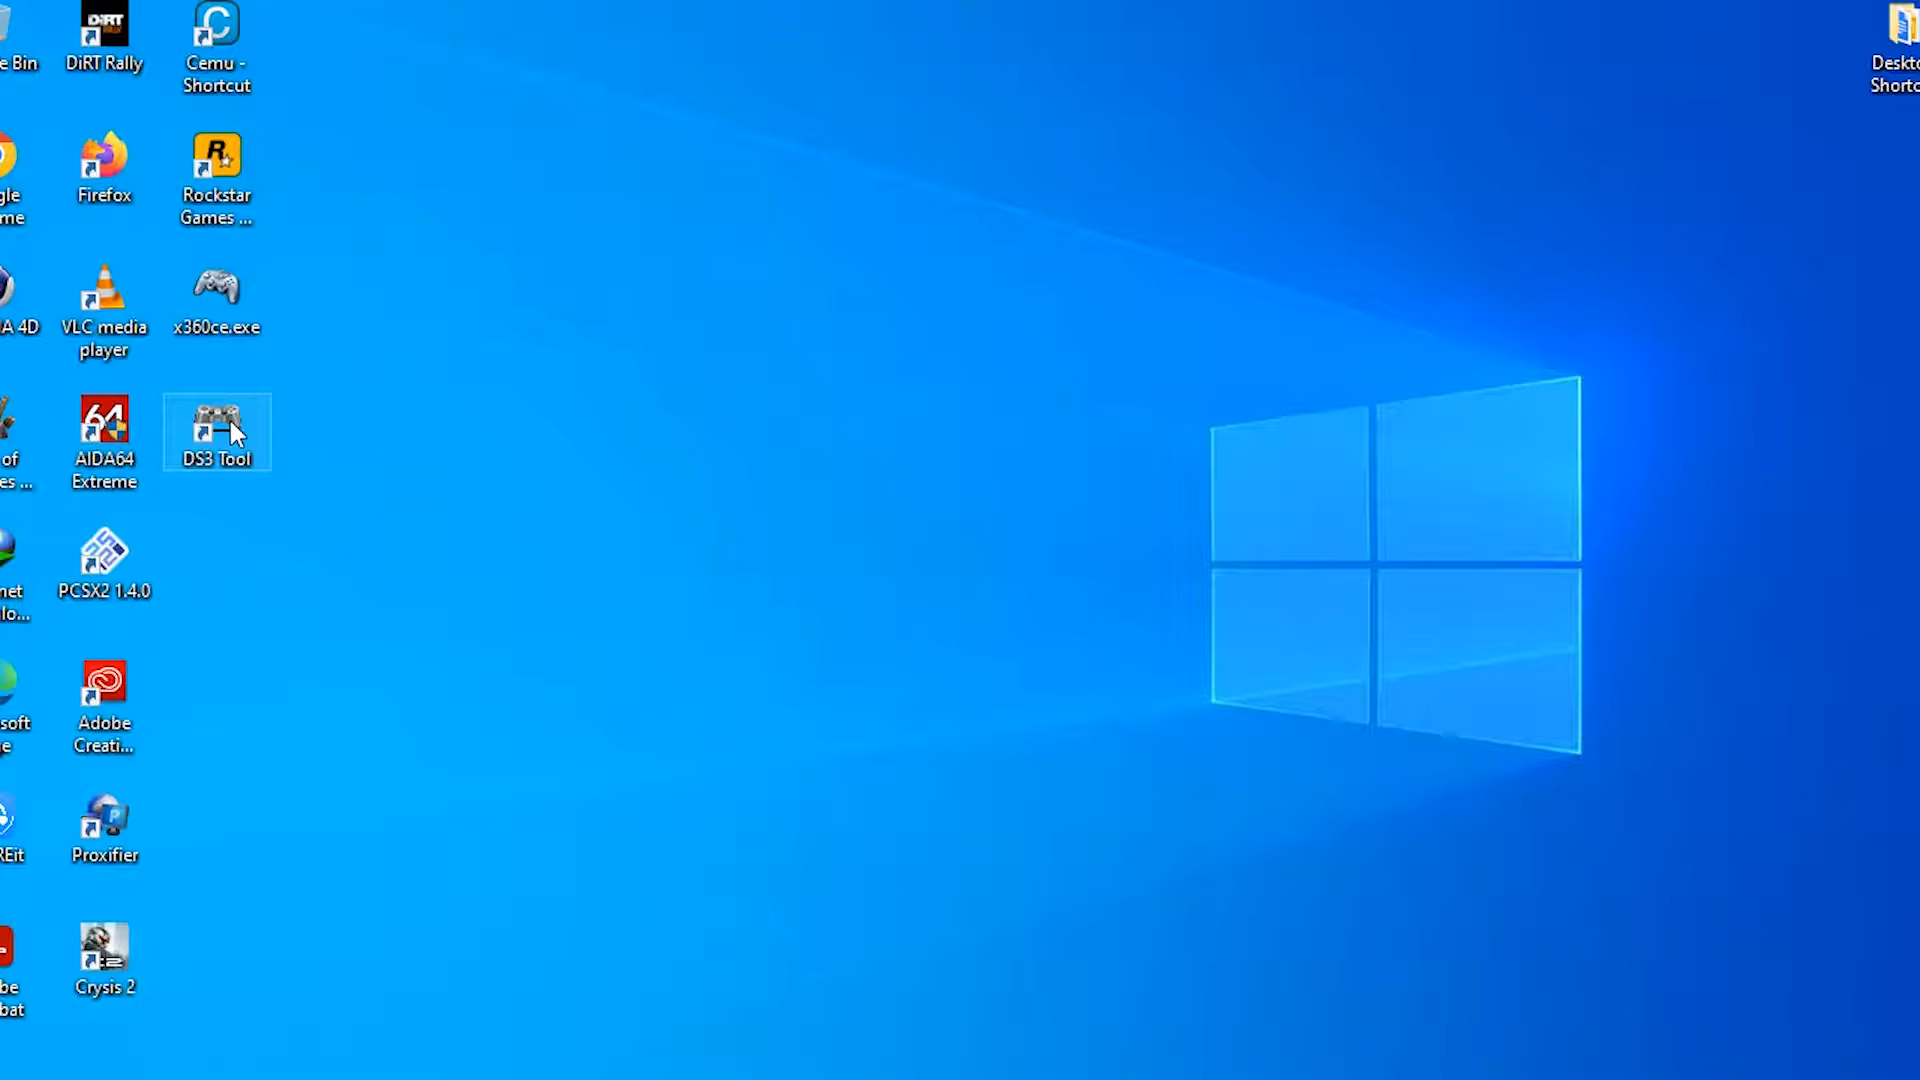 e Bin
DiRT Rally
Cemu -
Shortcut
Deskto
Shortc
gle
me
Firefox
Rockstar
Games ...
A 4D
VLC media
player
x360ce.exe
of
es ...
64
AIDA64
Extreme
DS3 Tool
net
lo...
PCSX2 1.4.0
soft
e
Adobe
Creati...
REit
Proxifier
be
bat
Crysis 2